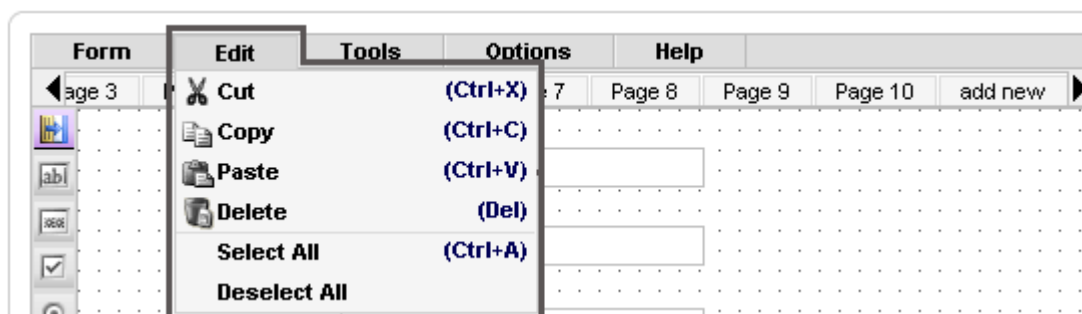 Form Edit Tools Options Help
age 3 7 Page 8 Page 9 Page 10 add new
Cut (Ctrl+X)
Copy (Ctrl+C)
Paste (Ctrl+V)
Delete (Del)
Select All (Ctrl+A)
Deselect All
abl